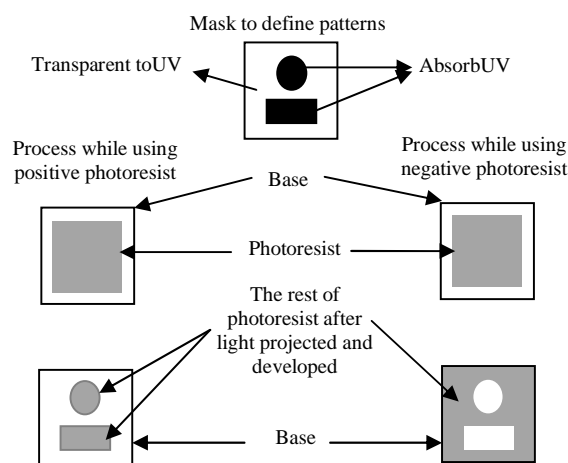 Mask to define patterns
Transparent toUV
AbsorbUV
Process while using
positive photoresist
Process while using
negative photoresist
Base
Photoresist
The rest of
photoresist after
light projected and
developed
Base